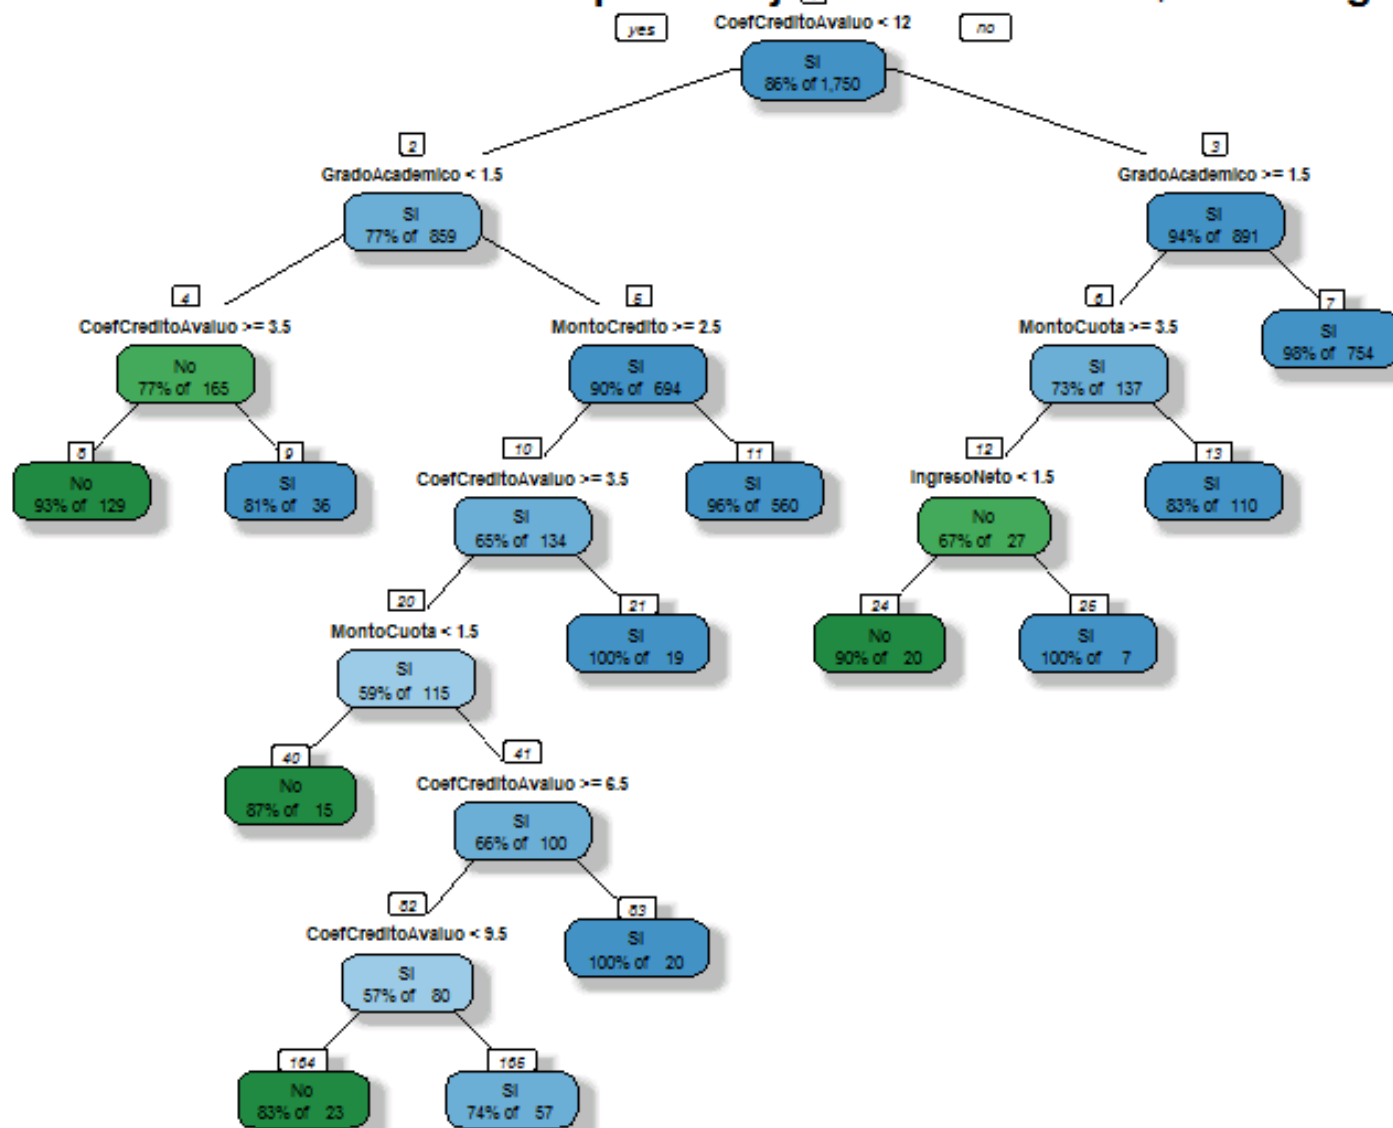 yes
CoefCreditoAvaluo < 12
no
SI
86% of 1,750
2
GradoAcademico < 1.5
SI
77% of 859
3
GradoAcademico >= 1.5
SI
94% of 891
4
CoefCreditoAvaluo >= 3.5
No
77% of 165
5
MontoCredito >= 2.5
SI
90% of 694
6
MontoCuota >= 3.5
SI
73% of 137
7
SI
98% of 754
8
No
93% of 129
9
SI
81% of 36
10
CoefCreditoAvaluo >= 3.5
SI
65% of 134
11
SI
96% of 560
12
IngresoNeto < 1.5
No
67% of 27
13
SI
83% of 110
20
MontoCuota < 1.5
SI
59% of 115
21
SI
100% of 19
24
No
90% of 20
25
SI
100% of 7
40
No
87% of 15
41
CoefCreditoAvaluo >= 6.5
SI
66% of 100
82
CoefCreditoAvaluo < 9.5
SI
57% of 80
83
SI
100% of 20
164
No
83% of 23
165
SI
74% of 57